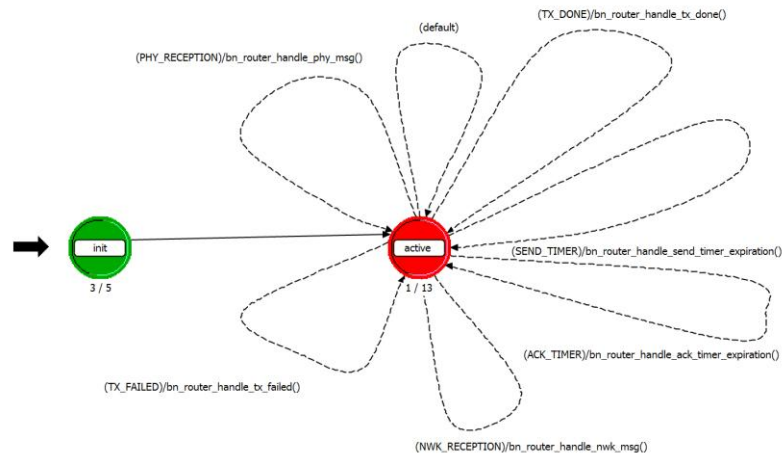 (TX_DONE)/bn_router_handle_tx_done()
(default)
(PHY_RECEPTION)/bn_router_handle_phy_msg()
init
active
(SEND_TIMER)/bn_router_handle_send_timer_expiration()
3 / 5
1 / 13
(ACK_TIMER)/bn_router_handle_ack_timer_expiration()
(TX_FAILED)/bn_router_handle_tx_failed()
(NWK_RECEPTION)/bn_router_handle_nwk_msg()